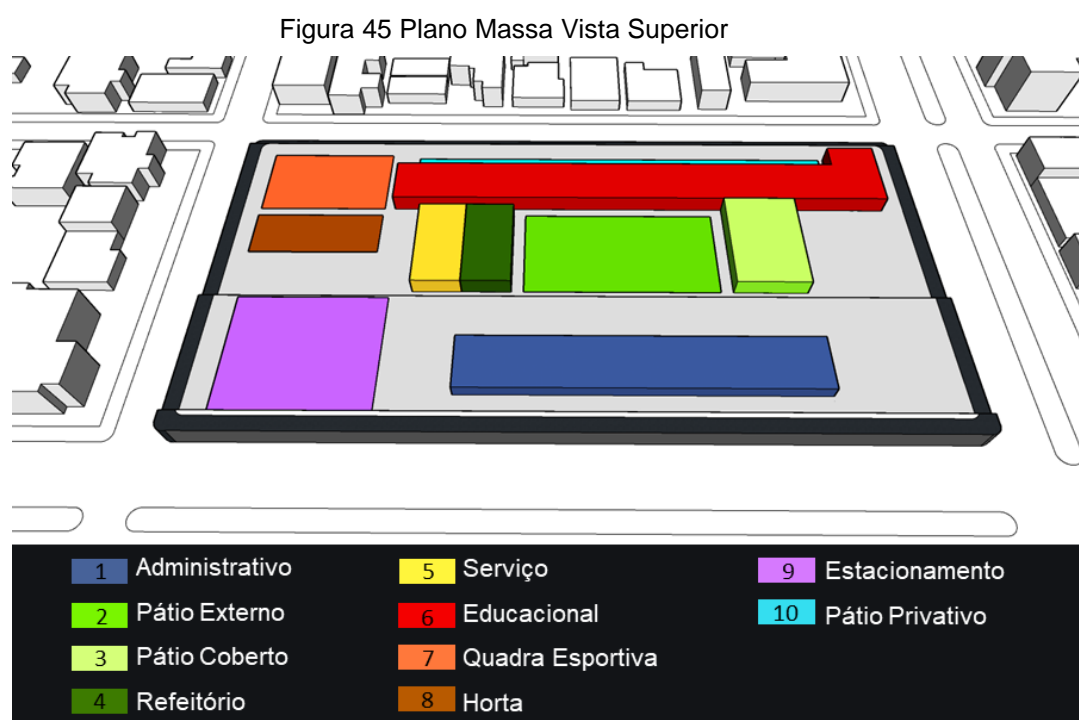 Figura 45 Plano Massa Vista Superior
1 Administrativo
2 Pátio Externo
3 Pátio Coberto
4 Refeitório
5 Serviço
6 Educacional
7 Quadra Esportiva
8 Horta
9 Estacionamento
10 Pátio Privativo